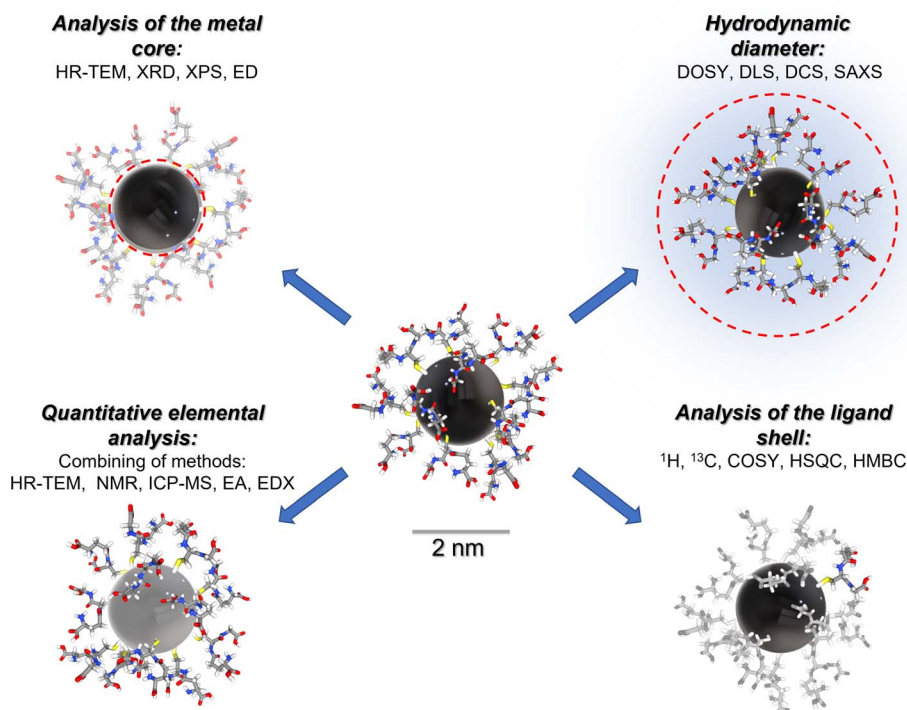 Analysis of the metal
core:
HR-TEM, XRD, XPS, ED
Hydrodynamic
diameter:
DOSY, DLS, DCS, SAXS
Quantitative elemental
analysis:
Combining of methods:
HR-TEM, NMR, ICP-MS, EA, EDX
Analysis of the ligand
shell:
¹H, ¹³C, COSY, HSQC, HMBC
2 nm